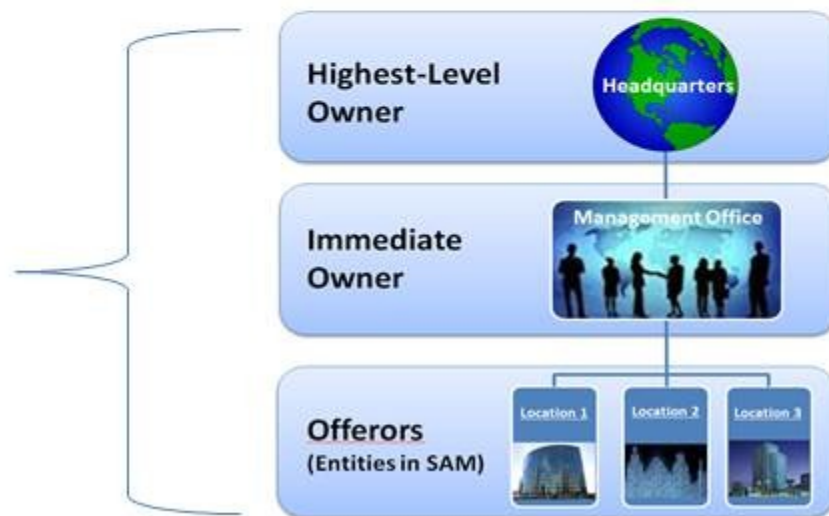 Highest-Level
Owner
Headquarters
Immediate
Owner
Management Office
Offerors
(Entities in SAM)
Location 1
Location 2
Location 3